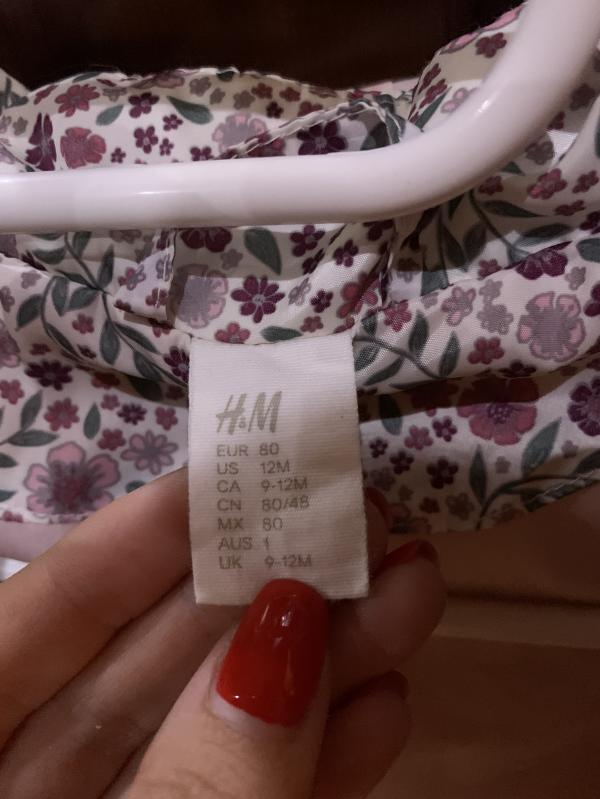 H&M
EUR 80
US 12M
CA 9-12M
CN 80/48
MX 80
AUS 1
UK 9-12M